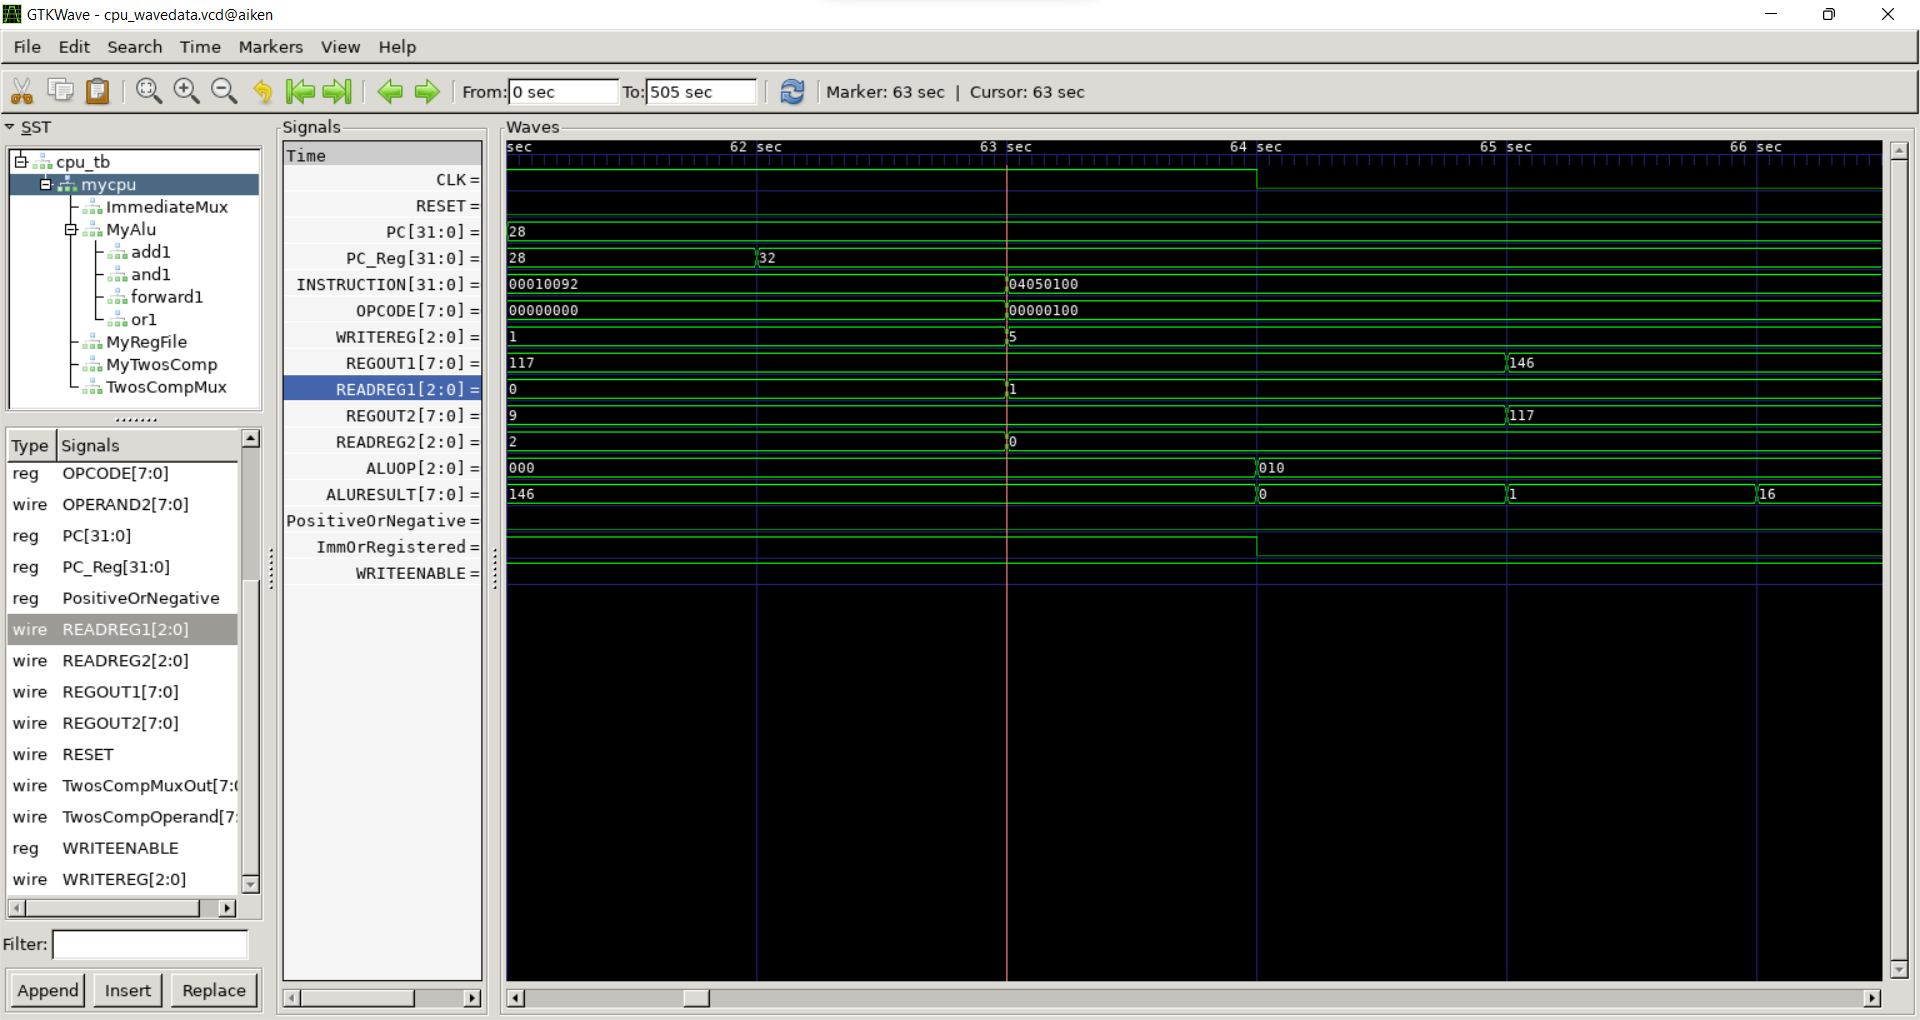 GTKWave - cpu_wavedata.vcd@aiken
File Edit Search Time Markers View Help
From: 0 sec To: 505 sec Marker: 63 sec | Cursor: 63 sec
SST
cpu_tb
mycpu
ImmediateMux
MyAlu
add1
and1
forward1
or1
MyRegFile
MyTwosComp
TwosCompMux
Type Signals
reg OPCODE[7:0]
wire OPERAND2[7:0]
reg PC[31:0]
reg PC_Reg[31:0]
reg PositiveOrNegative
wire READREG1[2:0]
wire READREG2[2:0]
wire REGOUT1[7:0]
wire REGOUT2[7:0]
wire RESET
wire TwosCompMuxOut[7:0
wire TwosCompOperand[7:
reg WRITEENABLE
wire WRITEREG[2:0]
Filter:
Append Insert Replace
Signals
Time
CLK =
RESET =
PC[31:0] =
PC_Reg[31:0] =
INSTRUCTION[31:0] =
OPCODE[7:0] =
WRITEREG[2:0] =
REGOUT1[7:0] =
READREG1[2:0] =
REGOUT2[7:0] =
READREG2[2:0] =
ALUOP[2:0] =
ALURESULT[7:0] =
PositiveOrNegative =
ImmOrRegistered =
WRITEENABLE =
Waves
sec 62 sec 63 sec 64 sec 65 sec 66 sec
28
28 32
00010092 04050100
00000000 00000100
1 5
117 146
0 1
9 117
2 0
000 010
146 0 1 16